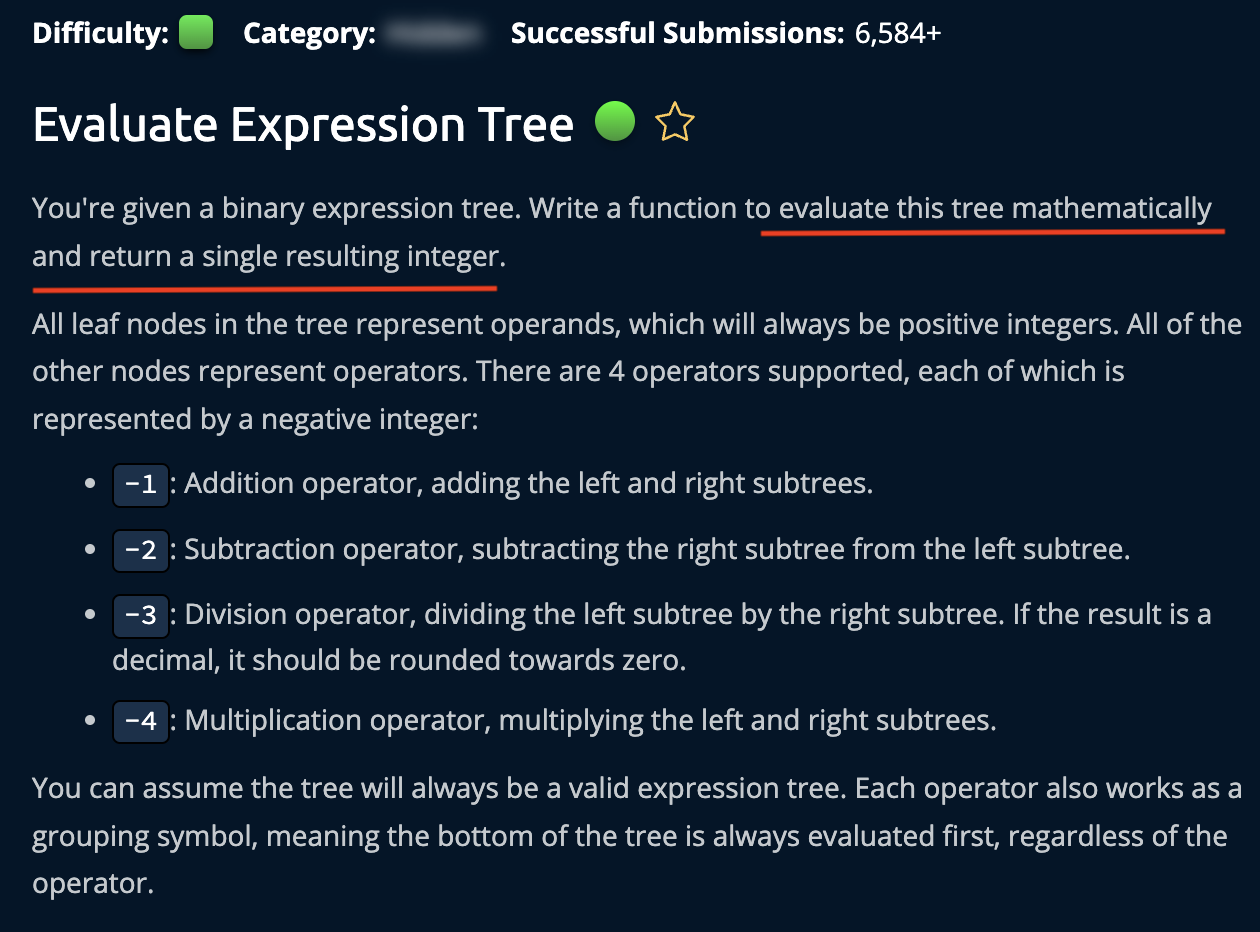 Difficulty: Category: Successful Submissions: 6,584+
Evaluate Expression Tree
You're given a binary expression tree. Write a function to evaluate this tree mathematically
and return a single resulting integer.
All leaf nodes in the tree represent operands, which will always be positive integers. All of the
other nodes represent operators. There are 4 operators supported, each of which is
represented by a negative integer:
• -1: Addition operator, adding the left and right subtrees.
• -2: Subtraction operator, subtracting the right subtree from the left subtree.
• -3: Division operator, dividing the left subtree by the right subtree. If the result is a
decimal, it should be rounded towards zero.
• -4: Multiplication operator, multiplying the left and right subtrees.
You can assume the tree will always be a valid expression tree. Each operator also works as a
grouping symbol, meaning the bottom of the tree is always evaluated first, regardless of the
operator.